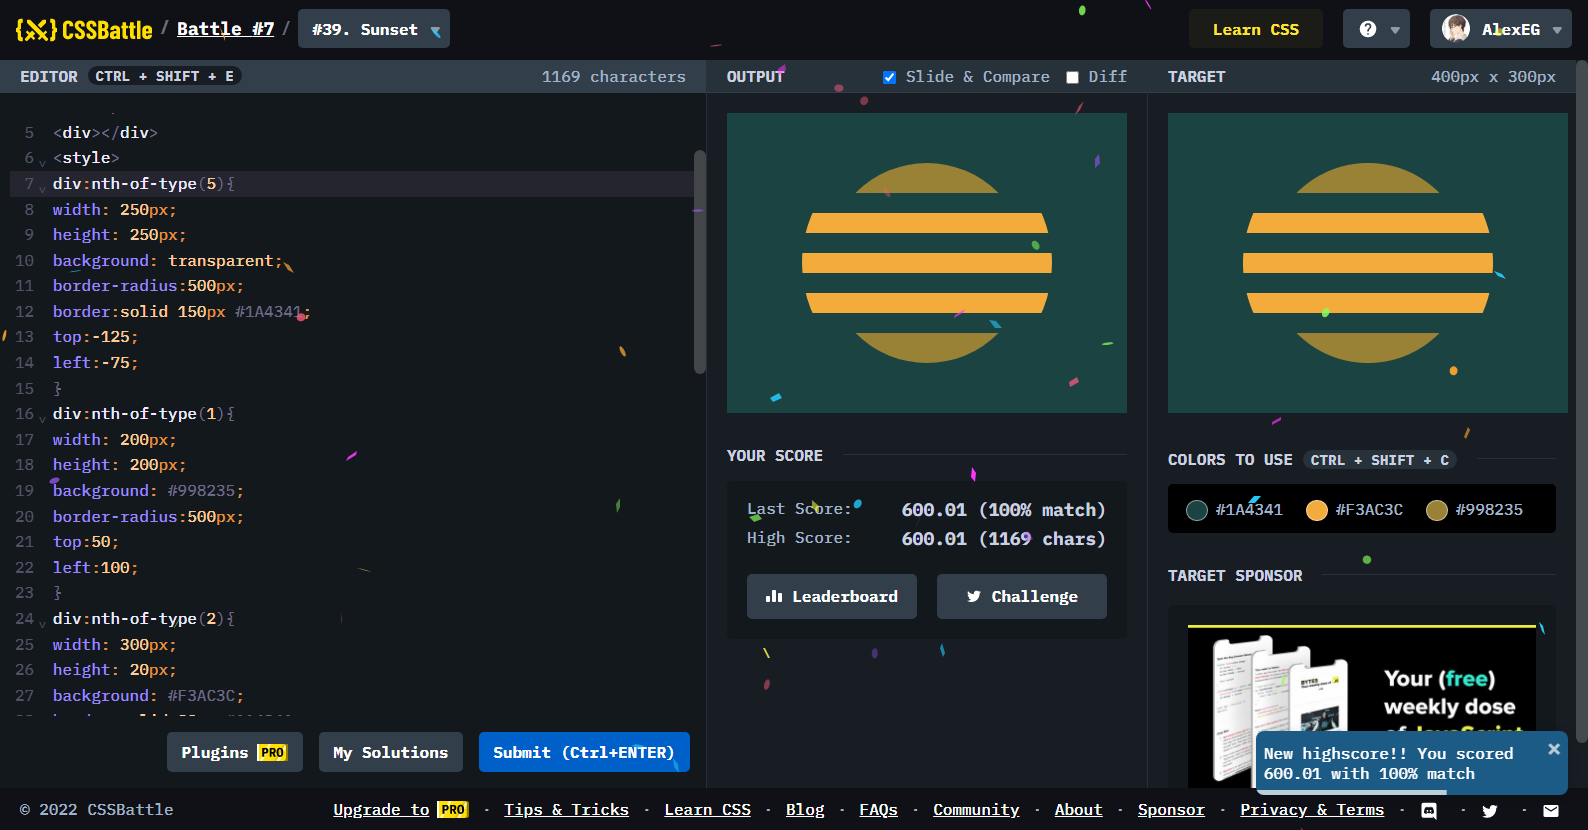 CSSBattle / Battle #7 / #39. Sunset
Learn CSS
AlexEG
EDITOR CTRL + SHIFT + E 1169 characters
OUTPUT Slide & Compare Diff
TARGET 400px x 300px
5 <div></div>
6 <style>
7 div:nth-of-type(5){
8 width: 250px;
9 height: 250px;
10 background: transparent;
11 border-radius:500px;
12 border:solid 150px #1A4341;
13 top:-125;
14 left:-75;
15 }
16 div:nth-of-type(1){
17 width: 200px;
18 height: 200px;
19 background: #998235;
20 border-radius:500px;
21 top:50;
22 left:100;
23 }
24 div:nth-of-type(2){
25 width: 300px;
26 height: 20px;
27 background: #F3AC3C;
Plugins PRO
My Solutions
Submit (Ctrl+ENTER)
YOUR SCORE
Last Score: 600.01 (100% match)
High Score: 600.01 (1169 chars)
Leaderboard
Challenge
COLORS TO USE CTRL + SHIFT + C
#1A4341 #F3AC3C #998235
TARGET SPONSOR
BYTES
Your (free)
weekly dose
of JavaScript
New highscore!! You scored
600.01 with 100% match
© 2022 CSSBattle
Upgrade to PRO · Tips & Tricks · Learn CSS · Blog · FAQs · Community · About · Sponsor · Privacy & Terms